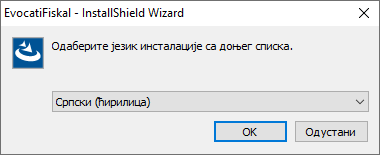 EvocatiFiskal - InstallShield Wizard
Одаберите језик инсталације са доњег списка.
Српски (ћирилица)
OK
Одустани